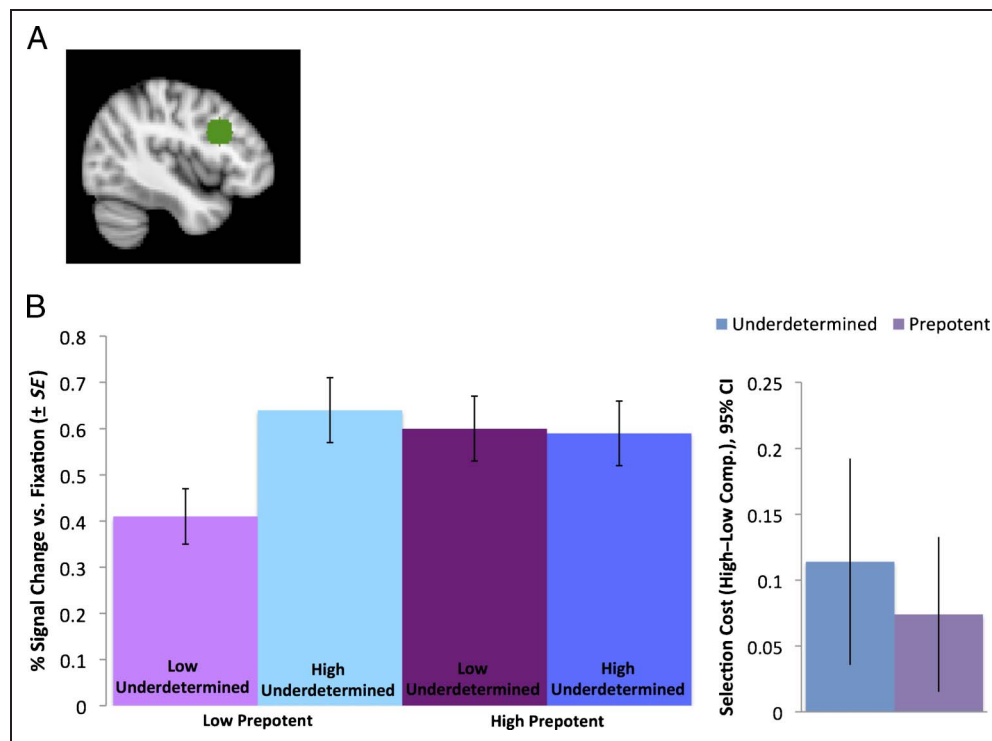 A
B
% Signal Change vs. Fixation (± SE)
0.8
0.7
0.6
0.5
0.4
0.3
0.2
0.1
0
Low
Underdetermined
High
Underdetermined
Low
Underdetermined
High
Underdetermined
Low Prepotent
High Prepotent
Underdetermined
Prepotent
Selection Cost (High–Low Comp.), 95% CI
0.25
0.2
0.15
0.1
0.05
0